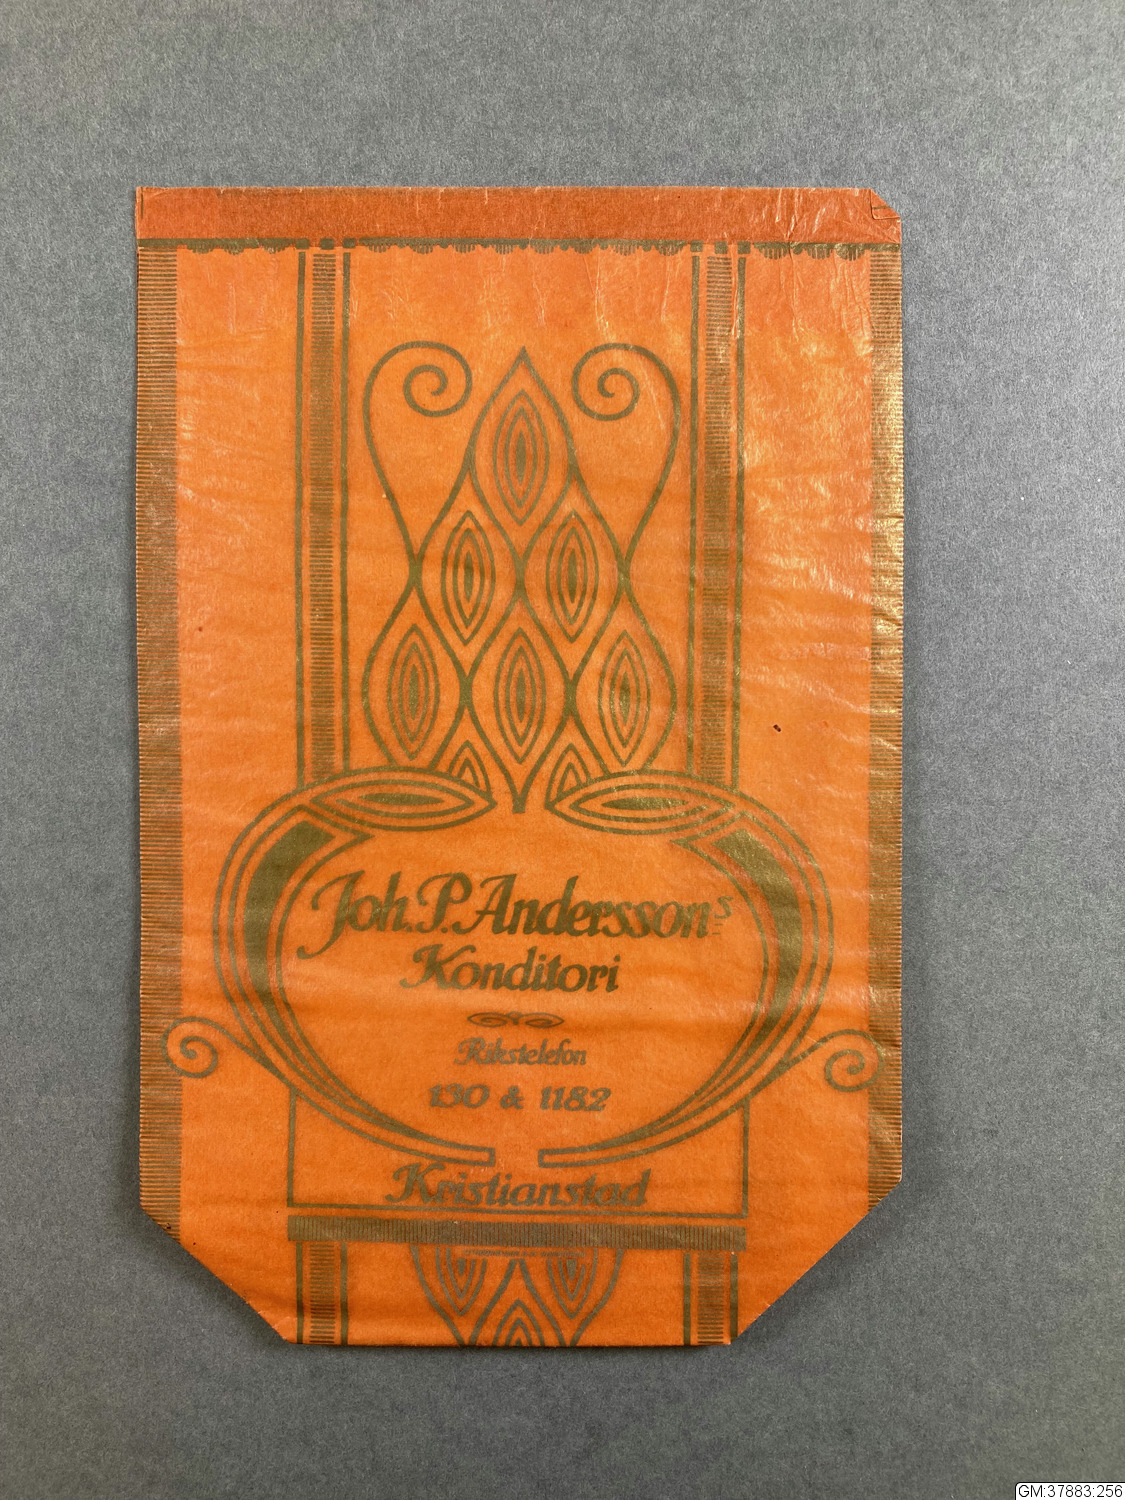 Joh. P. Anderssons
Konditori
Rikstelefon
130 & 1182
Kristianstad
GM:37883:256